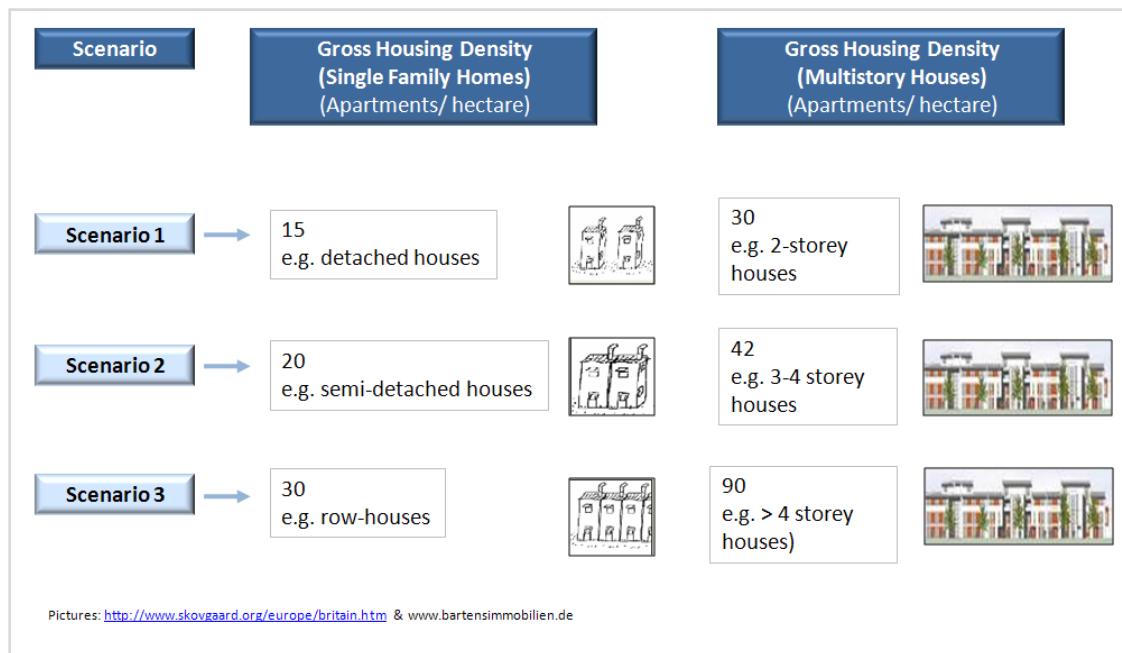 Scenario
Gross Housing Density
(Single Family Homes)
(Apartments/ hectare)
Gross Housing Density
(Multistory Houses)
(Apartments/ hectare)
Scenario 1
15
e.g. detached houses
30
e.g. 2-storey
houses
Scenario 2
20
e.g. semi-detached houses
42
e.g. 3-4 storey
houses
Scenario 3
30
e.g. row-houses
90
e.g. > 4 storey
houses)
Pictures: http://www.skovgaard.org/europe/britain.htm & www.bartensimmobilien.de